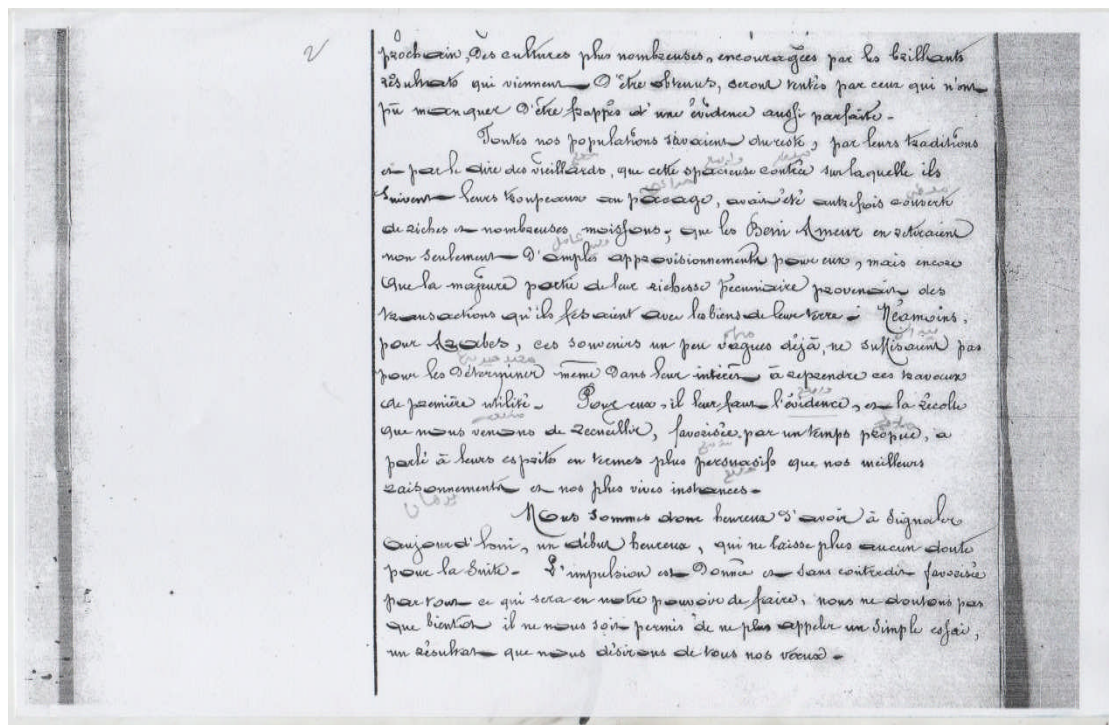 2
prochain, des cultures plus nombreuses, encouragées par les brillants
résultats qui viennent d'être obtenus, seront tentés par ceux qui n'ont
pû manquer d'être frappés d'une évidence aussi parfaite.
Toutes nos populations savaient du reste, par leurs traditions
et par le dire des vieillards, que cette spacieuse contrée sur laquelle ils
suivent leurs troupeaux au pacage, avait été autrefois couverte
de riches et nombreuses moissons; que les Beni Ameur en retiraient
non seulement d'amples approvisionnements pour eux, mais encore
que la majeure partie de leur richesse pécuniaire provenait des
transactions qu'ils fesaient avec les biens de leur terre. Néamoins,
pour Arabes, ces souvenirs un peu vagues déjà, ne suffisaient pas
pour les déterminer même dans leur intérêt à reprendre ces travaux
de première utilité. Pour eux, il leur faut l'évidence, et la récolte
que nous venons de recueillir, favorisée par un temps propice, a
parlé à leurs esprits en termes plus persuasifs que nos meilleurs
raisonnements et nos plus vives instances.
برهان
Nous sommes donc heureux d'avoir à signaler
aujourd'hui, un début heureux, qui ne laisse plus aucun doute
pour la suite. L'impulsion est donnée et sans contredit favorisée
par tout ce qui sera en notre pouvoir de faire, nous ne doutons pas
que bientôt il ne nous soit permis de ne plus appeler un simple essai,
un résultat que nous désirons de tous nos vœux.